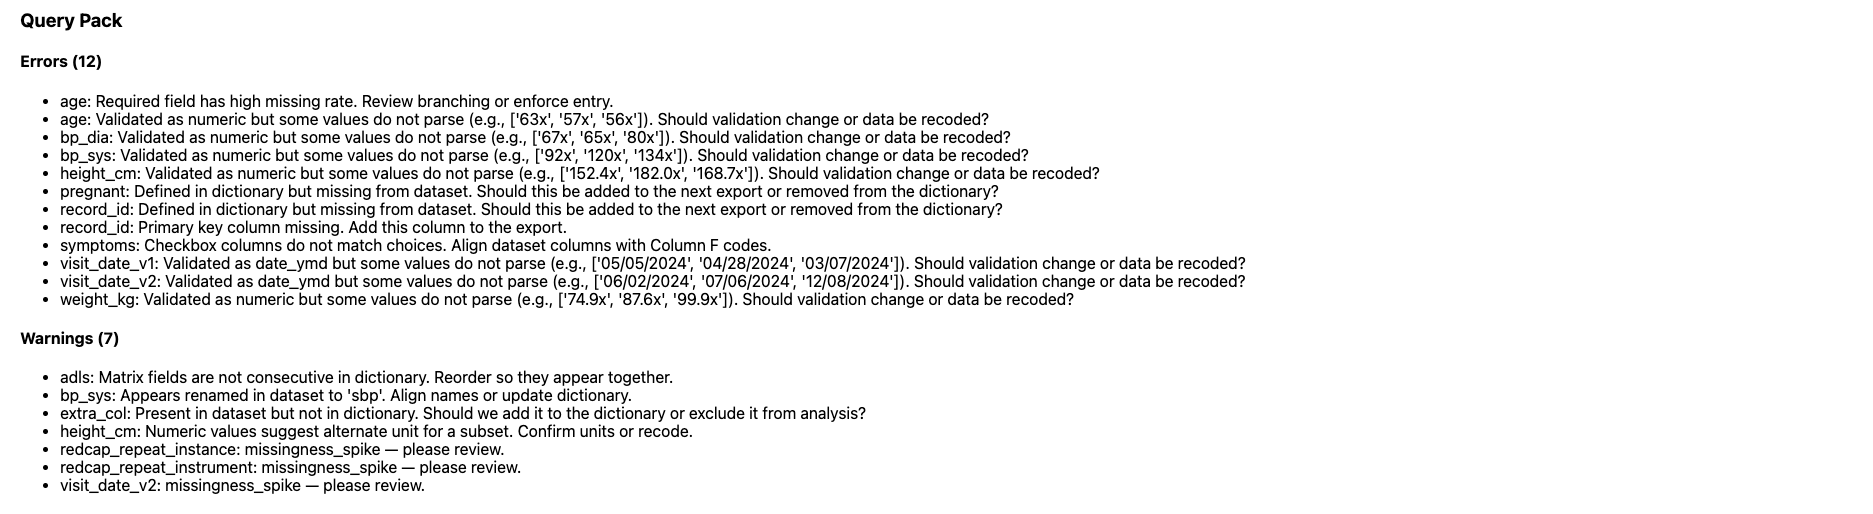 Query Pack
Errors (12)
• age: Required field has high missing rate. Review branching or enforce entry.
• age: Validated as numeric but some values do not parse (e.g., ['63x', '57x', '56x']). Should validation change or data be recoded?
• bp_dia: Validated as numeric but some values do not parse (e.g., ['67x', '65x', '80x']). Should validation change or data be recoded?
• bp_sys: Validated as numeric but some values do not parse (e.g., ['92x', '120x', '134x']). Should validation change or data be recoded?
• height_cm: Validated as numeric but some values do not parse (e.g., ['152.4x', '182.0x', '168.7x']). Should validation change or data be recoded?
• pregnant: Defined in dictionary but missing from dataset. Should this be added to the next export or removed from the dictionary?
• record_id: Defined in dictionary but missing from dataset. Should this be added to the next export or removed from the dictionary?
• record_id: Primary key column missing. Add this column to the export.
• symptoms: Checkbox columns do not match choices. Align dataset columns with Column F codes.
• visit_date_v1: Validated as date_ymd but some values do not parse (e.g., ['05/05/2024', '04/28/2024', '03/07/2024']). Should validation change or data be recoded?
• visit_date_v2: Validated as date_ymd but some values do not parse (e.g., ['06/02/2024', '07/06/2024', '12/08/2024']). Should validation change or data be recoded?
• weight_kg: Validated as numeric but some values do not parse (e.g., ['74.9x', '87.6x', '99.9x']). Should validation change or data be recoded?
Warnings (7)
• adls: Matrix fields are not consecutive in dictionary. Reorder so they appear together.
• bp_sys: Appears renamed in dataset to 'sbp'. Align names or update dictionary.
• extra_col: Present in dataset but not in dictionary. Should we add it to the dictionary or exclude it from analysis?
• height_cm: Numeric values suggest alternate unit for a subset. Confirm units or recode.
• redcap_repeat_instance: missingness_spike — please review.
• redcap_repeat_instrument: missingness_spike — please review.
• visit_date_v2: missingness_spike — please review.